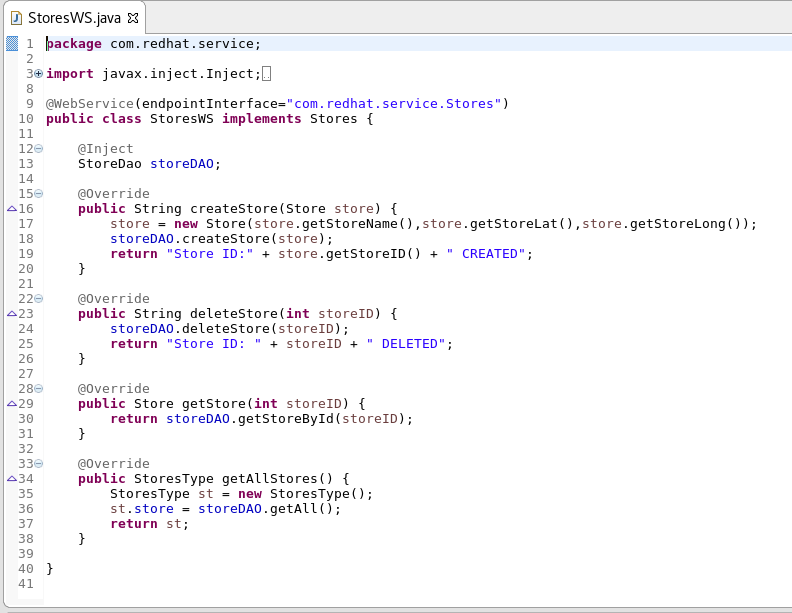 StoresWS.java
1 package com.redhat.service;
2
3 import javax.inject.Inject;
8
9 @WebService(endpointInterface="com.redhat.service.Stores")
10 public class StoresWS implements Stores {
11
12     @Inject
13     StoreDao storeDAO;
14
15     @Override
16     public String createStore(Store store) {
17         store = new Store(store.getStoreName(),store.getStoreLat(),store.getStoreLong());
18         storeDAO.createStore(store);
19         return "Store ID:" + store.getStoreID() + " CREATED";
20     }
21
22     @Override
23     public String deleteStore(int storeID) {
24         storeDAO.deleteStore(storeID);
25         return "Store ID: " + storeID + " DELETED";
26     }
27
28     @Override
29     public Store getStore(int storeID) {
30         return storeDAO.getStoreById(storeID);
31     }
32
33     @Override
34     public StoresType getAllStores() {
35         StoresType st = new StoresType();
36         st.store = storeDAO.getAll();
37         return st;
38     }
39
40 }
41